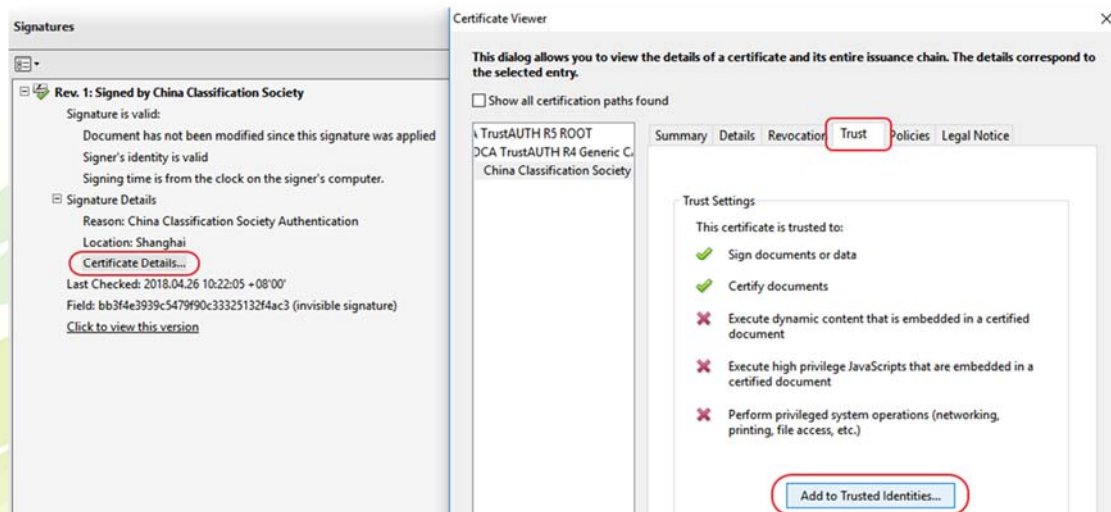 Signatures
Rev. 1: Signed by China Classification Society
Signature is valid:
Document has not been modified since this signature was applied
Signer's identity is valid
Signing time is from the clock on the signer's computer.
Signature Details
Reason: China Classification Society Authentication
Location: Shanghai
Certificate Details...
Last Checked: 2018.04.26 10:22:05 +08'00'
Field: bb3f4e3939c5479f90c33325132f4ac3 (invisible signature)
Click to view this version
Certificate Viewer
This dialog allows you to view the details of a certificate and its entire issuance chain. The details correspond to
the selected entry.
Show all certification paths found
TrustAUTH R5 ROOT
TrustAUTH R4 Generic
China Classification Society
Summary Details Revocation Trust Policies Legal Notice
Trust Settings
This certificate is trusted to:
Sign documents or data
Certify documents
Execute dynamic content that is embedded in a certified
document
Execute high privilege JavaScripts that are embedded in a
certified document
Perform privileged system operations (networking,
printing, file access, etc.)
Add to Trusted Identities...